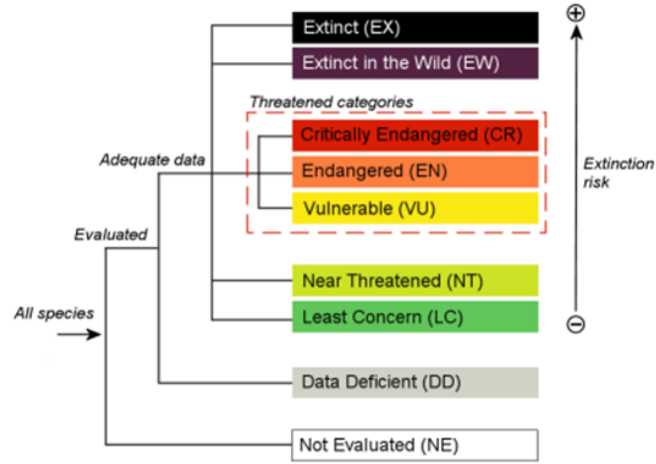 Extinct (EX)
Extinct in the Wild (EW)
Threatened categories
Critically Endangered (CR)
Adequate data
Endangered (EN)
Extinction
risk
Vulnerable (VU)
Evaluated
Near Threatened (NT)
All species
Least Concern (LC)
Data Deficient (DD)
Not Evaluated (NE)